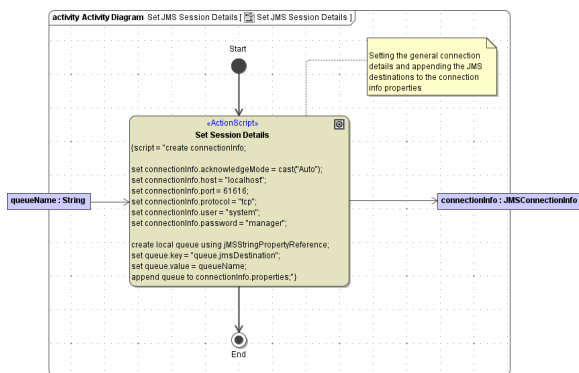 activity Activity Diagram Set JMS Session Details [ Set JMS Session Details ]
Start
Setting the general connection
details and appending the JMS
destinations to the connection
info properties
«ActionScript»
Set Session Details
{script = "create connectionInfo;
set connectionInfo.acknowledgeMode = cast("Auto");
set connectionInfo.host = "localhost";
set connectionInfo.port = 61616;
set connectionInfo.protocol = "tcp";
set connectionInfo.user = "system";
set connectionInfo.password = "manager";
create local queue using jMSStringPropertyReference;
set queue.key = "queue.jmsDestination";
set queue.value = queueName;
append queue to connectionInfo.properties;"}
queueName : String
connectionInfo : JMSConnectionInfo
End